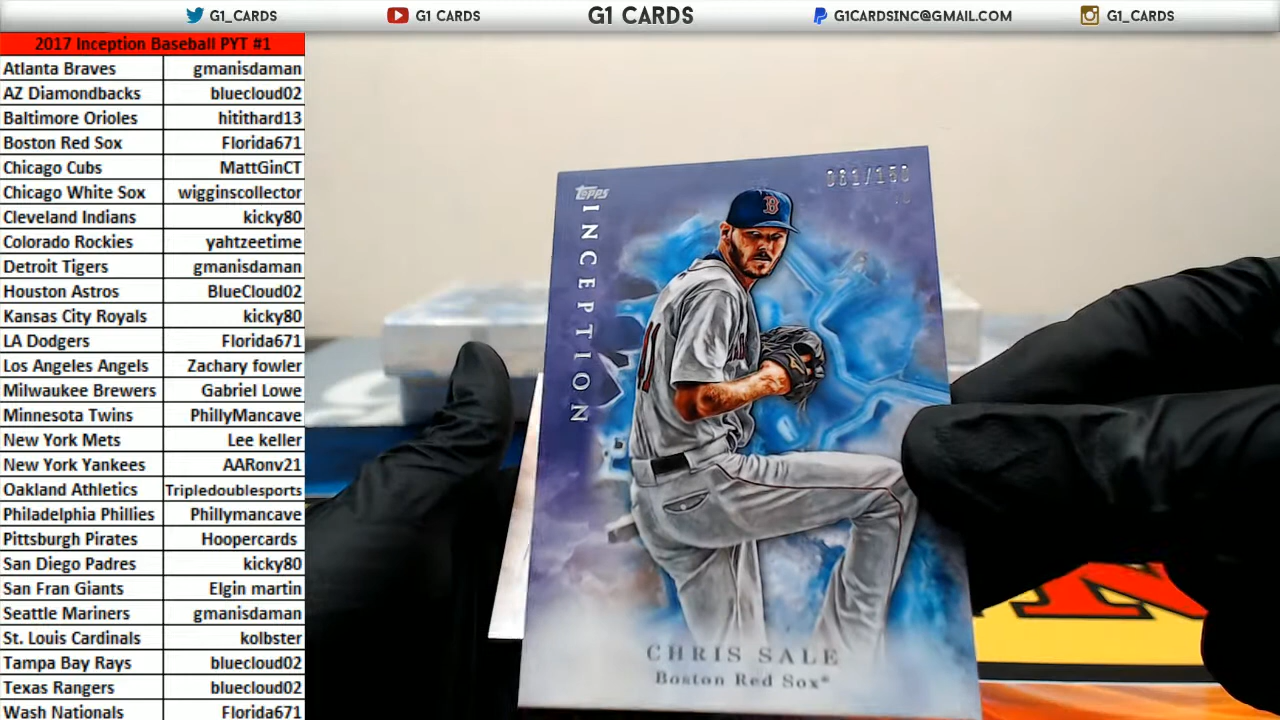 G1_CARDS G1 CARDS G1 CARDS G1CARDSINC@GMAIL.COM G1_CARDS
2017 Inception Baseball PYT #1
Atlanta Braves gmanisdaman
AZ Diamondbacks bluecloud02
Baltimore Orioles hitithard13
Boston Red Sox Florida671
Chicago Cubs MattGinCT
Chicago White Sox wigginscollector
Cleveland Indians kicky80
Colorado Rockies yahtzeetime
Detroit Tigers gmanisdaman
Houston Astros BlueCloud02
Kansas City Royals kicky80
LA Dodgers Florida671
Los Angeles Angels Zachary fowler
Milwaukee Brewers Gabriel Lowe
Minnesota Twins PhillyMancave
New York Mets Lee keller
New York Yankees AARonv21
Oakland Athletics Tripledoublesports
Philadelphia Phillies Phillymancave
Pittsburgh Pirates Hoopercards
San Diego Padres kicky80
San Fran Giants Elgin martin
Seattle Mariners gmanisdaman
St. Louis Cardinals kolbster
Tampa Bay Rays bluecloud02
Texas Rangers bluecloud02
Wash Nationals Florida671
Topps
INCEPTION
081/150
B
CHRIS SALE
Boston Red Sox®